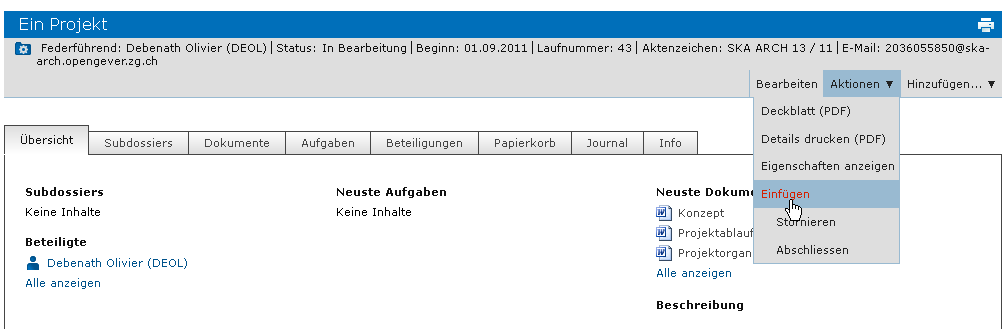 Ein Projekt
Federführend: Debenath Olivier (DEOL) | Status: In Bearbeitung | Beginn: 01.09.2011 | Laufnummer: 43 | Aktenzeichen: SKA ARCH 13 / 11 | E-Mail: 2036055850@ska-
arch.opengever.zg.ch
Bearbeiten Aktionen ▼ Hinzufügen... ▼
Deckblatt (PDF)
Details drucken (PDF)
Eigenschaften anzeigen
Einfügen
Stornieren
Abschliessen
Übersicht Subdossiers Dokumente Aufgaben Beteiligungen Papierkorb Journal Info
Subdossiers
Keine Inhalte
Beteiligte
Debenath Olivier (DEOL)
Alle anzeigen
Neuste Aufgaben
Keine Inhalte
Neuste Dokume
Konzept
Projektablauf
Projektorgan
Alle anzeigen
Beschreibung